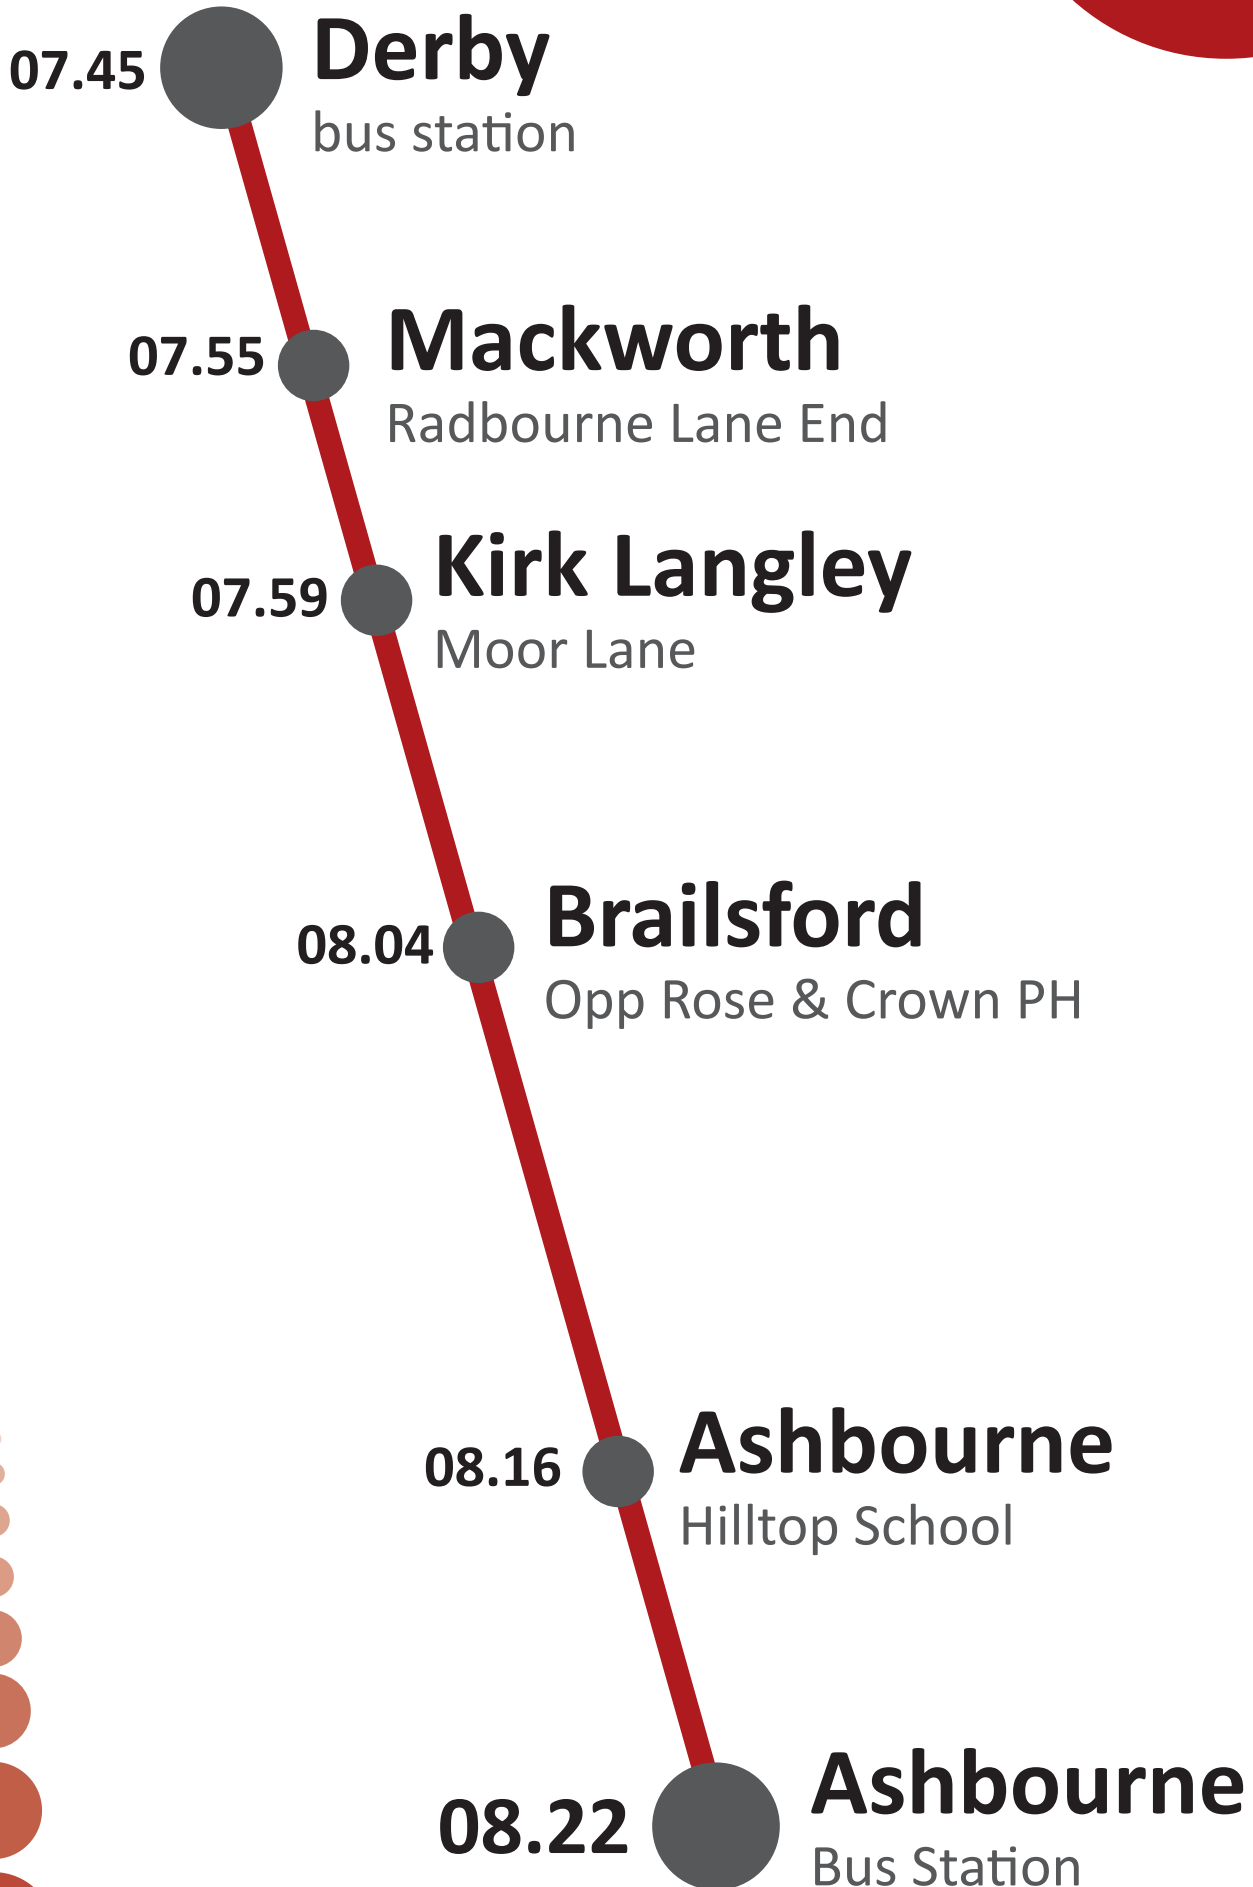 07.45
Derby
bus station
07.55
Mackworth
Radbourne Lane End
07.59
Kirk Langley
Moor Lane
08.04
Brailsford
Opp Rose & Crown PH
08.16
Ashbourne
Hilltop School
08.22
Ashbourne
Bus Station